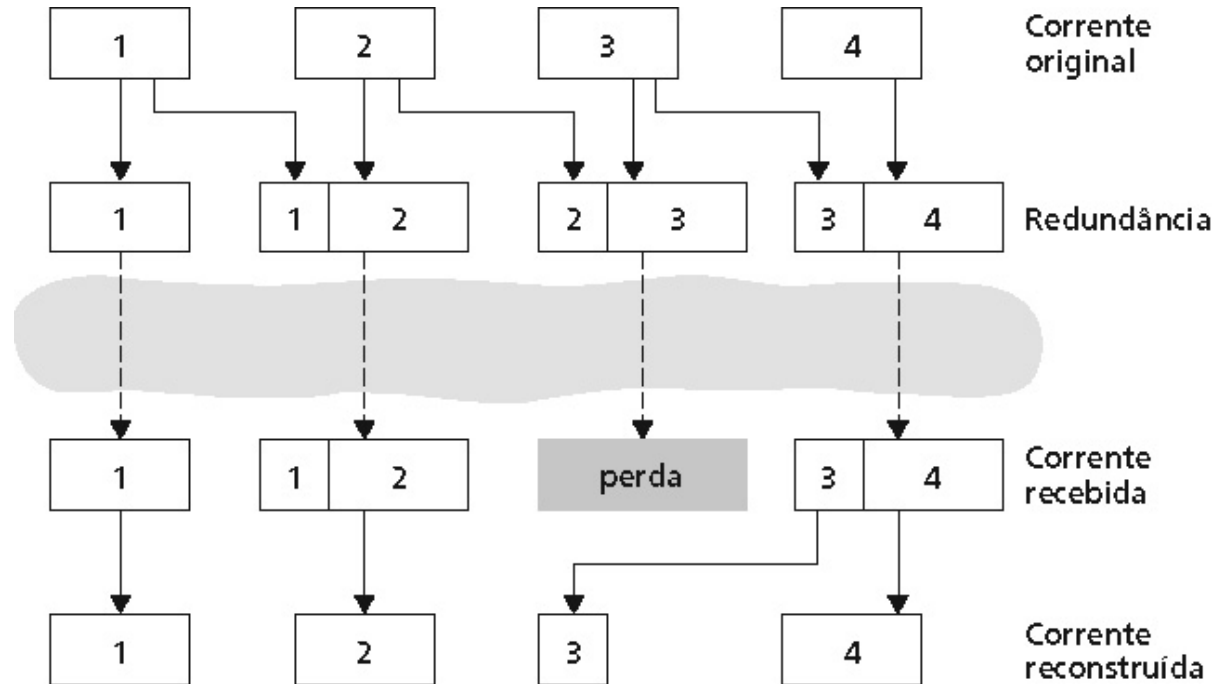 1 2 3 4 Corrente
original
1 1 2 2 3 3 4 Redundância
1 1 2 perda 3 4 Corrente
recebida
1 2 3 4 Corrente
reconstruída